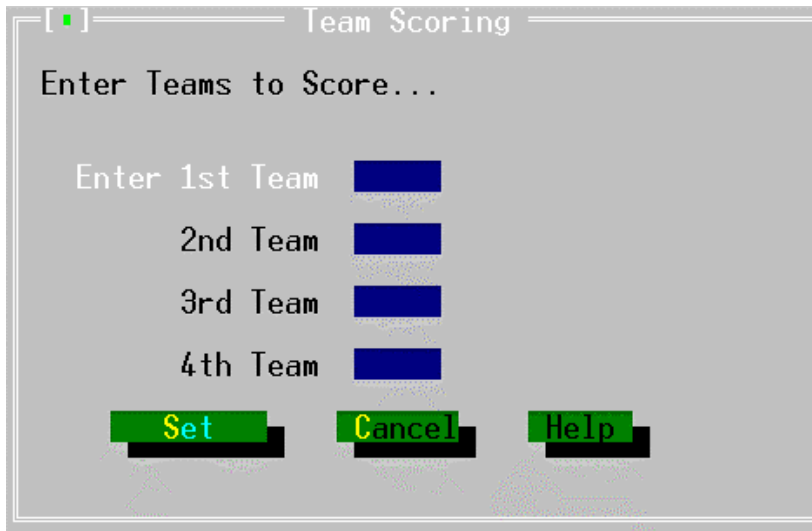 [▪] Team Scoring
Enter Teams to Score...
Enter 1st Team
2nd Team
3rd Team
4th Team
Set Cancel Help